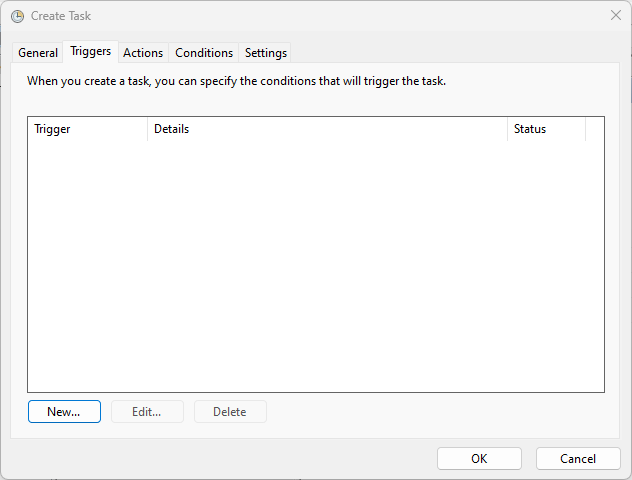 Create Task
General Triggers Actions Conditions Settings
When you create a task, you can specify the conditions that will trigger the task.
Trigger Details Status
New... Edit... Delete
OK Cancel